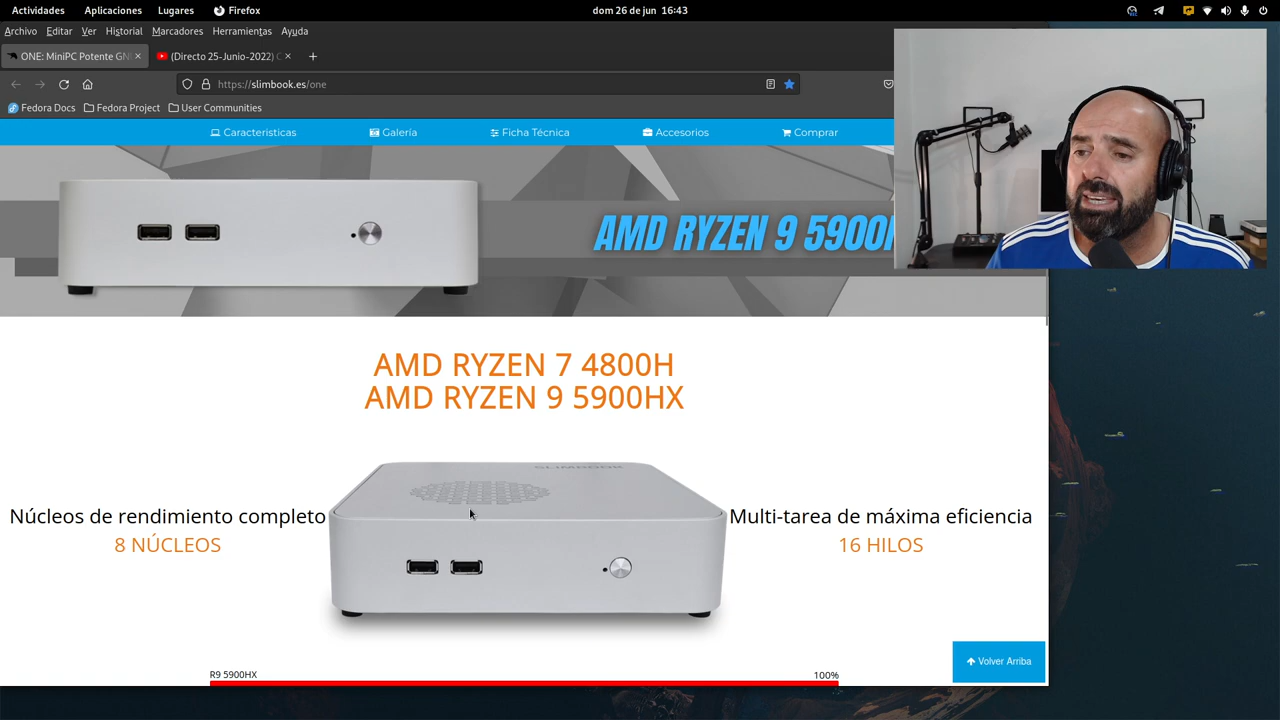 Actividades Aplicaciones Lugares Firefox dom 26 de jun 16:43
Archivo Editar Ver Historial Marcadores Herramientas Ayuda
ONE: MiniPC Potente GN (Directo 25-Junio-2022)
https://slimbook.es/one
Fedora Docs Fedora Project User Communities
Caracteristicas Galería Ficha Técnica Accesorios Comprar
AMD RYZEN 9 5900H
AMD RYZEN 7 4800H
AMD RYZEN 9 5900HX
SLIMBOOK
Núcleos de rendimiento completo
8 NÚCLEOS
Multi-tarea de máxima eficiencia
16 HILOS
Volver Arriba
R9 5900HX 100%